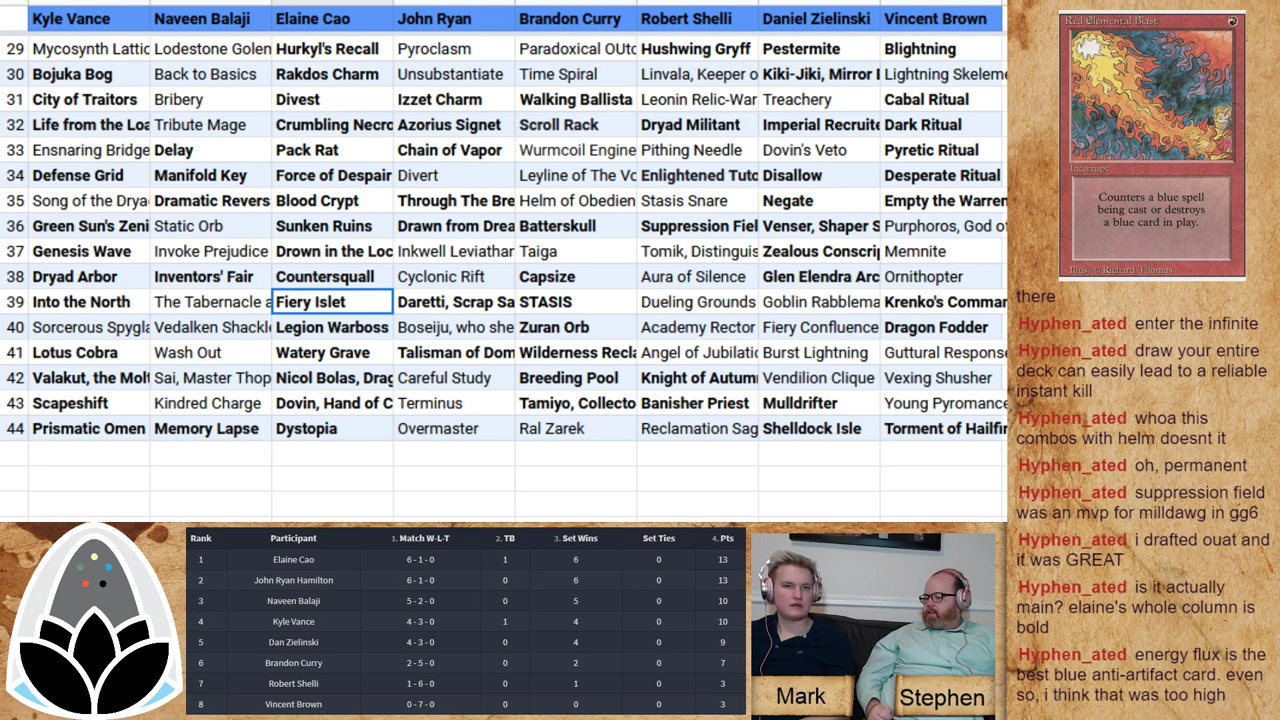 Kyle Vance Naveen Balaji Elaine Cao John Ryan Brandon Curry Robert Shelli Daniel Zielinski Vincent Brown
29 Mycosynth Lattic Lodestone Golen Hurkyl's Recall Pyroclasm Paradoxical OUtc Hushwing Gryff Pestermite Blightning
30 Bojuka Bog Back to Basics Rakdos Charm Unsubstantiate Time Spiral Linvala, Keeper o Kiki-Jiki, Mirror Lightning Skeleme
31 City of Traitors Bribery Divest Izzet Charm Walking Ballista Leonin Relic-War Treachery Cabal Ritual
32 Life from the Loa Tribute Mage Crumbling Necro Azorius Signet Scroll Rack Dryad Militant Imperial Recruite Dark Ritual
33 Ensnaring Bridge Delay Pack Rat Chain of Vapor Wurmcoil Engine Pithing Needle Dovin's Veto Pyretic Ritual
34 Defense Grid Manifold Key Force of Despair Divert Leyline of The Vo Enlightened Tuto Disallow Desperate Ritual
35 Song of the Drya Dramatic Revers Blood Crypt Through The Bre Helm of Obedien Stasis Snare Negate Empty the Warren
36 Green Sun's Zeni Static Orb Sunken Ruins Drawn from Drea Batterskull Suppression Fiel Venser, Shaper S Purphoros, God of
37 Genesis Wave Invoke Prejudice Drown in the Loc Inkwell Leviathar Taiga Tomik, Distinguis Zealous Conscrip Memnite
38 Dryad Arbor Inventors' Fair Countersquall Cyclonic Rift Capsize Aura of Silence Glen Elendra Arc Ornithopter
39 Into the North The Tabernacle a Fiery Islet Daretti, Scrap Sa STASIS Dueling Grounds Goblin Rabblema Krenko's Comman
40 Sorcerous Spygla Vedalken Shackle Legion Warboss Boseiju, who she Zuran Orb Academy Rector Fiery Confluence Dragon Fodder
41 Lotus Cobra Wash Out Watery Grave Talisman of Dom Wilderness Recla Angel of Jubilatic Burst Lightning Guttural Response
42 Valakut, the Molt Sai, Master Thop Nicol Bolas, Drag Careful Study Breeding Pool Knight of Autumn Vendilion Clique Vexing Shusher
43 Scapeshift Kindred Charge Dovin, Hand of C Terminus Tamiyo, Collecto Banisher Priest Mulldrifter Young Pyromance
44 Prismatic Omen Memory Lapse Dystopia Overmaster Ral Zarek Reclamation Sag Shelldock Isle Torment of Hailfir
Red Elemental Blast
Interrupt
Counters a blue spell
being cast or destroys
a blue card in play.
Illus. © Richard Thomas
there
Hyphen_ated enter the infinite
Hyphen_ated draw your entire
deck can easily lead to a reliable
instant kill
Hyphen_ated whoa this
combos with helm doesnt it
Hyphen_ated oh, permanent
Hyphen_ated suppression field
was an mvp for milldawg in gg6
Hyphen_ated i drafted ouat and
it was GREAT
Hyphen_ated is it actually
main? elaine's whole column is
bold
Hyphen_ated energy flux is the
best blue anti-artifact card. even
so, i think that was too high
Rank Participant 1. Match W-L-T 2. TB 3. Set Wins Set Ties 4. Pts
1 Elaine Cao 6 - 1 - 0 1 6 0 13
2 John Ryan Hamilton 6 - 1 - 0 0 6 0 13
3 Naveen Balaji 5 - 2 - 0 0 5 0 10
4 Kyle Vance 4 - 3 - 0 1 4 0 10
5 Dan Zielinski 4 - 3 - 0 0 4 0 9
6 Brandon Curry 2 - 5 - 0 0 2 0 7
7 Robert Shelli 1 - 6 - 0 0 1 0 3
8 Vincent Brown 0 - 7 - 0 0 0 0 3
Mark
Stephen